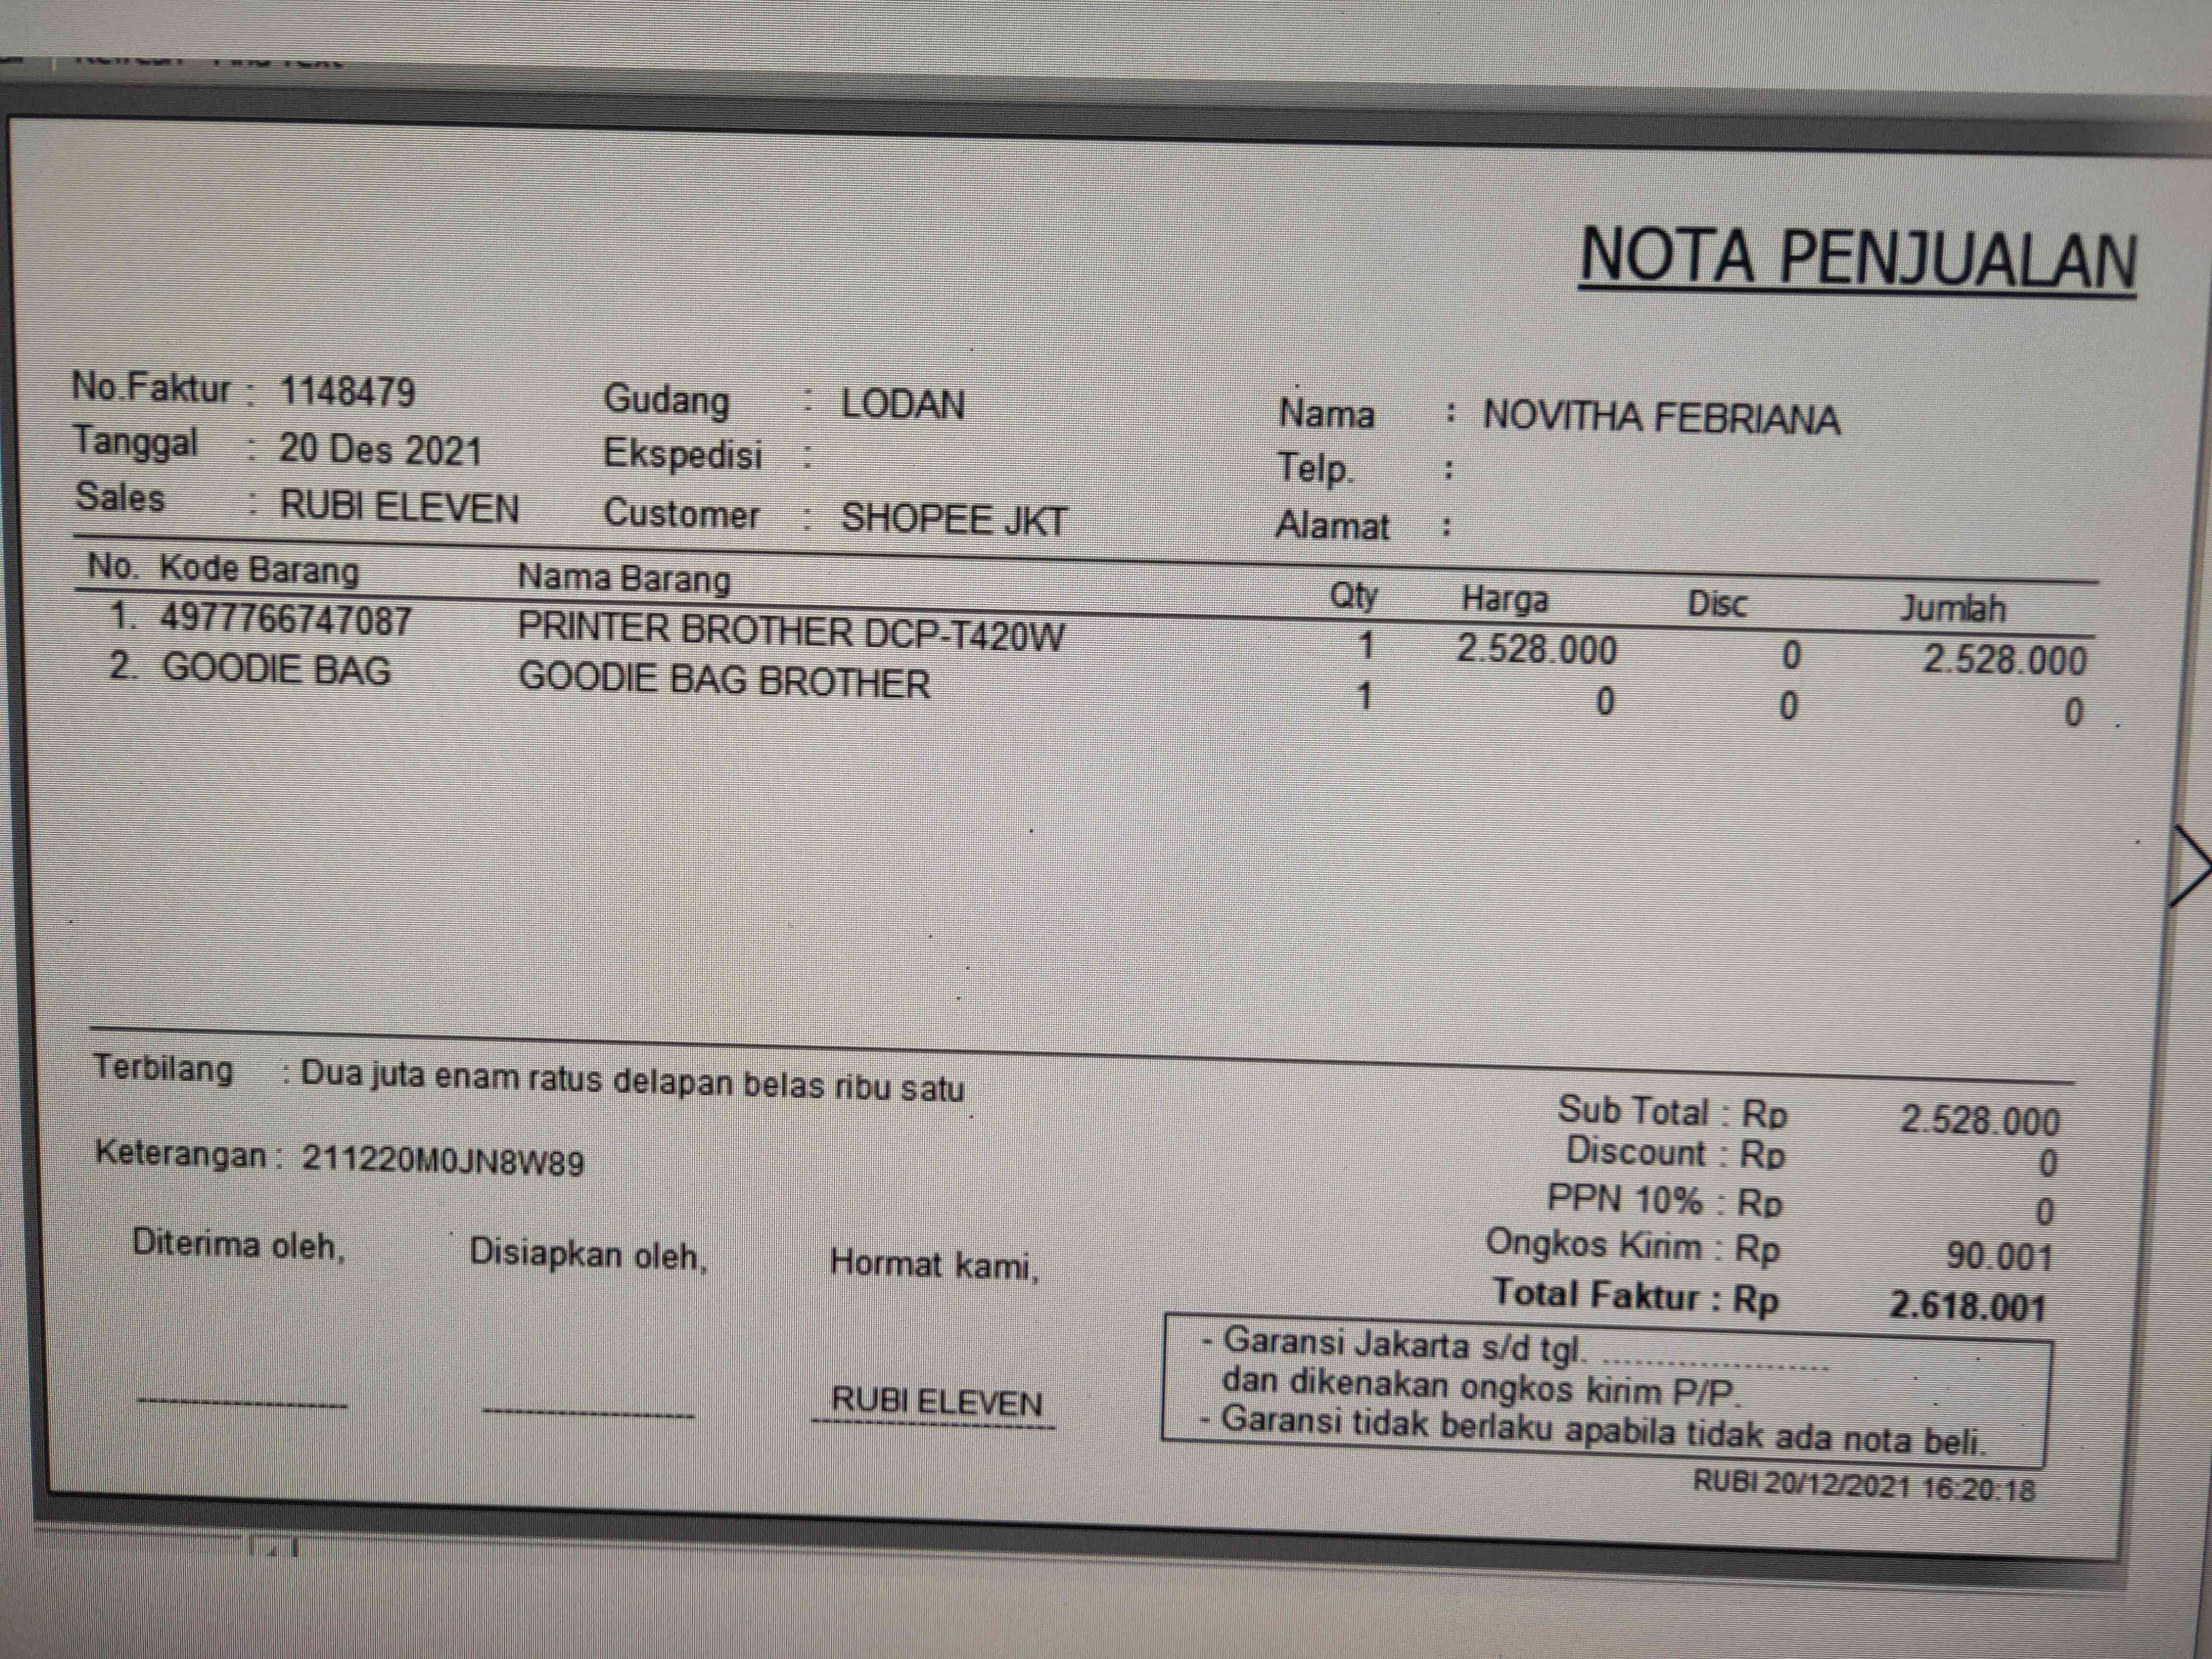 NOTA PENJUALAN
No.Faktur : 1148479 Gudang : LODAN Nama : NOVITHA FEBRIANA
Tanggal : 20 Des 2021 Ekspedisi : Telp. :
Sales : RUBI ELEVEN Customer : SHOPEE JKT Alamat :
No. Kode Barang Nama Barang Qty Harga Disc Jumlah
1. 4977766747087 PRINTER BROTHER DCP-T420W 1 2.528.000 0 2.528.000
2. GOODIE BAG GOODIE BAG BROTHER 1 0 0 0
Terbilang : Dua juta enam ratus delapan belas ribu satu
Keterangan : 211220M0JN8W89
Sub Total : Rp 2.528.000
Discount : Rp 0
PPN 10% : Rp 0
Ongkos Kirim : Rp 90.001
Total Faktur : Rp 2.618.001
Diterima oleh, Disiapkan oleh, Hormat kami,
RUBI ELEVEN
- Garansi Jakarta s/d tgl. ......................
dan dikenakan ongkos kirim P/P.
- Garansi tidak berlaku apabila tidak ada nota beli.
RUBI 20/12/2021 16:20:18